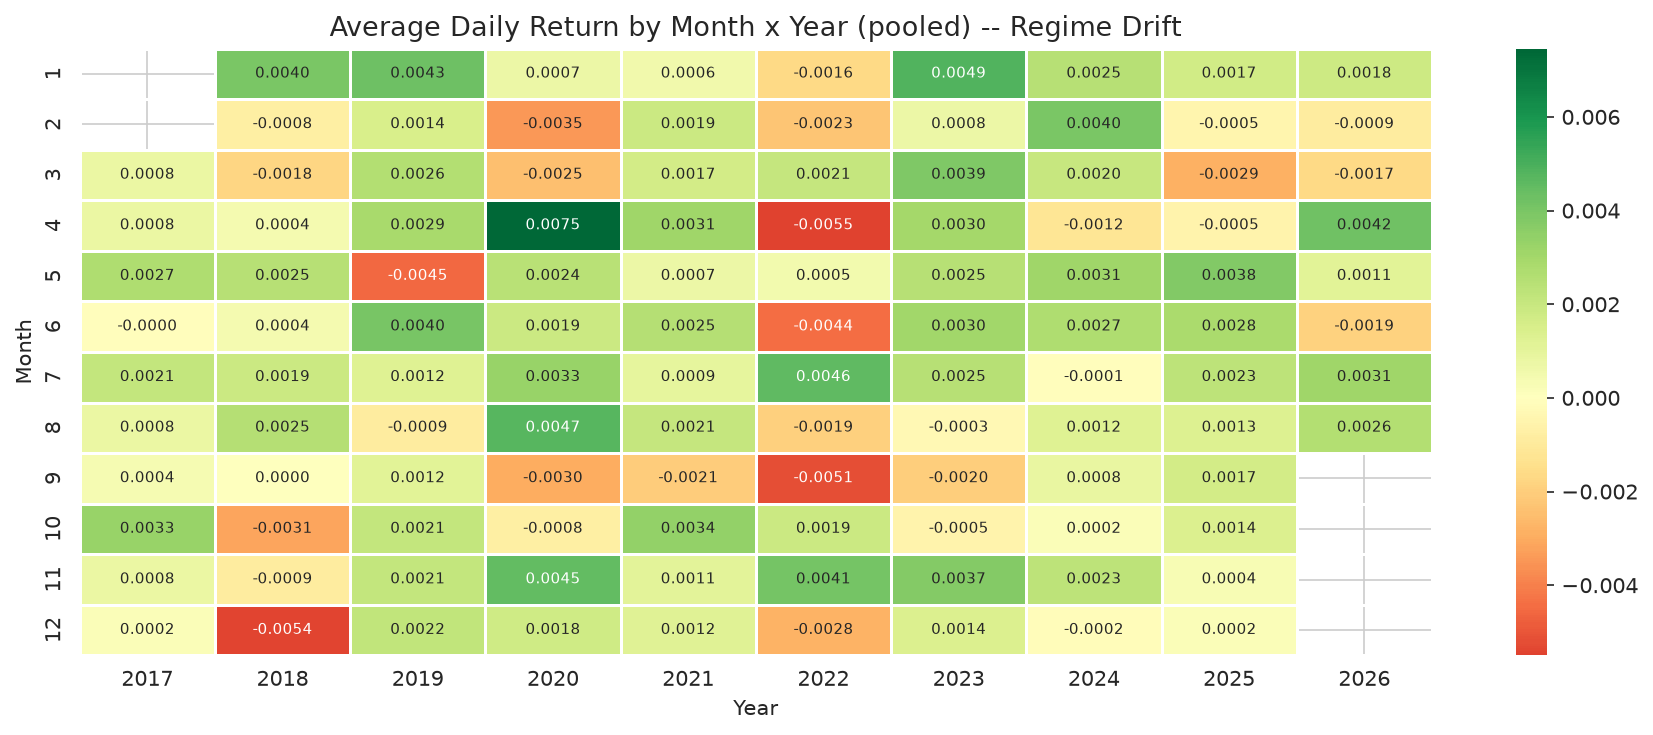 Average Daily Return by Month x Year (pooled) -- Regime Drift
1 0.0040 0.0043 0.0007 0.0006 -0.0016 0.0049 0.0025 0.0017 0.0018
2 -0.0008 0.0014 -0.0035 0.0019 -0.0023 0.0008 0.0040 -0.0005 -0.0009
3 0.0008 -0.0018 0.0026 -0.0025 0.0017 0.0021 0.0039 0.0020 -0.0029 -0.0017
4 0.0008 0.0004 0.0029 0.0075 0.0031 -0.0055 0.0030 -0.0012 -0.0005 0.0042
5 0.0027 0.0025 -0.0045 0.0024 0.0007 0.0005 0.0025 0.0031 0.0038 0.0011
6 -0.0000 0.0004 0.0040 0.0019 0.0025 -0.0044 0.0030 0.0027 0.0028 -0.0019
7 0.0021 0.0019 0.0012 0.0033 0.0009 0.0046 0.0025 -0.0001 0.0023 0.0031
8 0.0008 0.0025 -0.0009 0.0047 0.0021 -0.0019 -0.0003 0.0012 0.0013 0.0026
9 0.0004 0.0000 0.0012 -0.0030 -0.0021 -0.0051 -0.0020 0.0008 0.0017
10 0.0033 -0.0031 0.0021 -0.0008 0.0034 0.0019 -0.0005 0.0002 0.0014
11 0.0008 -0.0009 0.0021 0.0045 0.0011 0.0041 0.0037 0.0023 0.0004
12 0.0002 -0.0054 0.0022 0.0018 0.0012 -0.0028 0.0014 -0.0002 0.0002
2017 2018 2019 2020 2021 2022 2023 2024 2025 2026
Year
Month
0.006
0.004
0.002
0.000
−0.002
−0.004